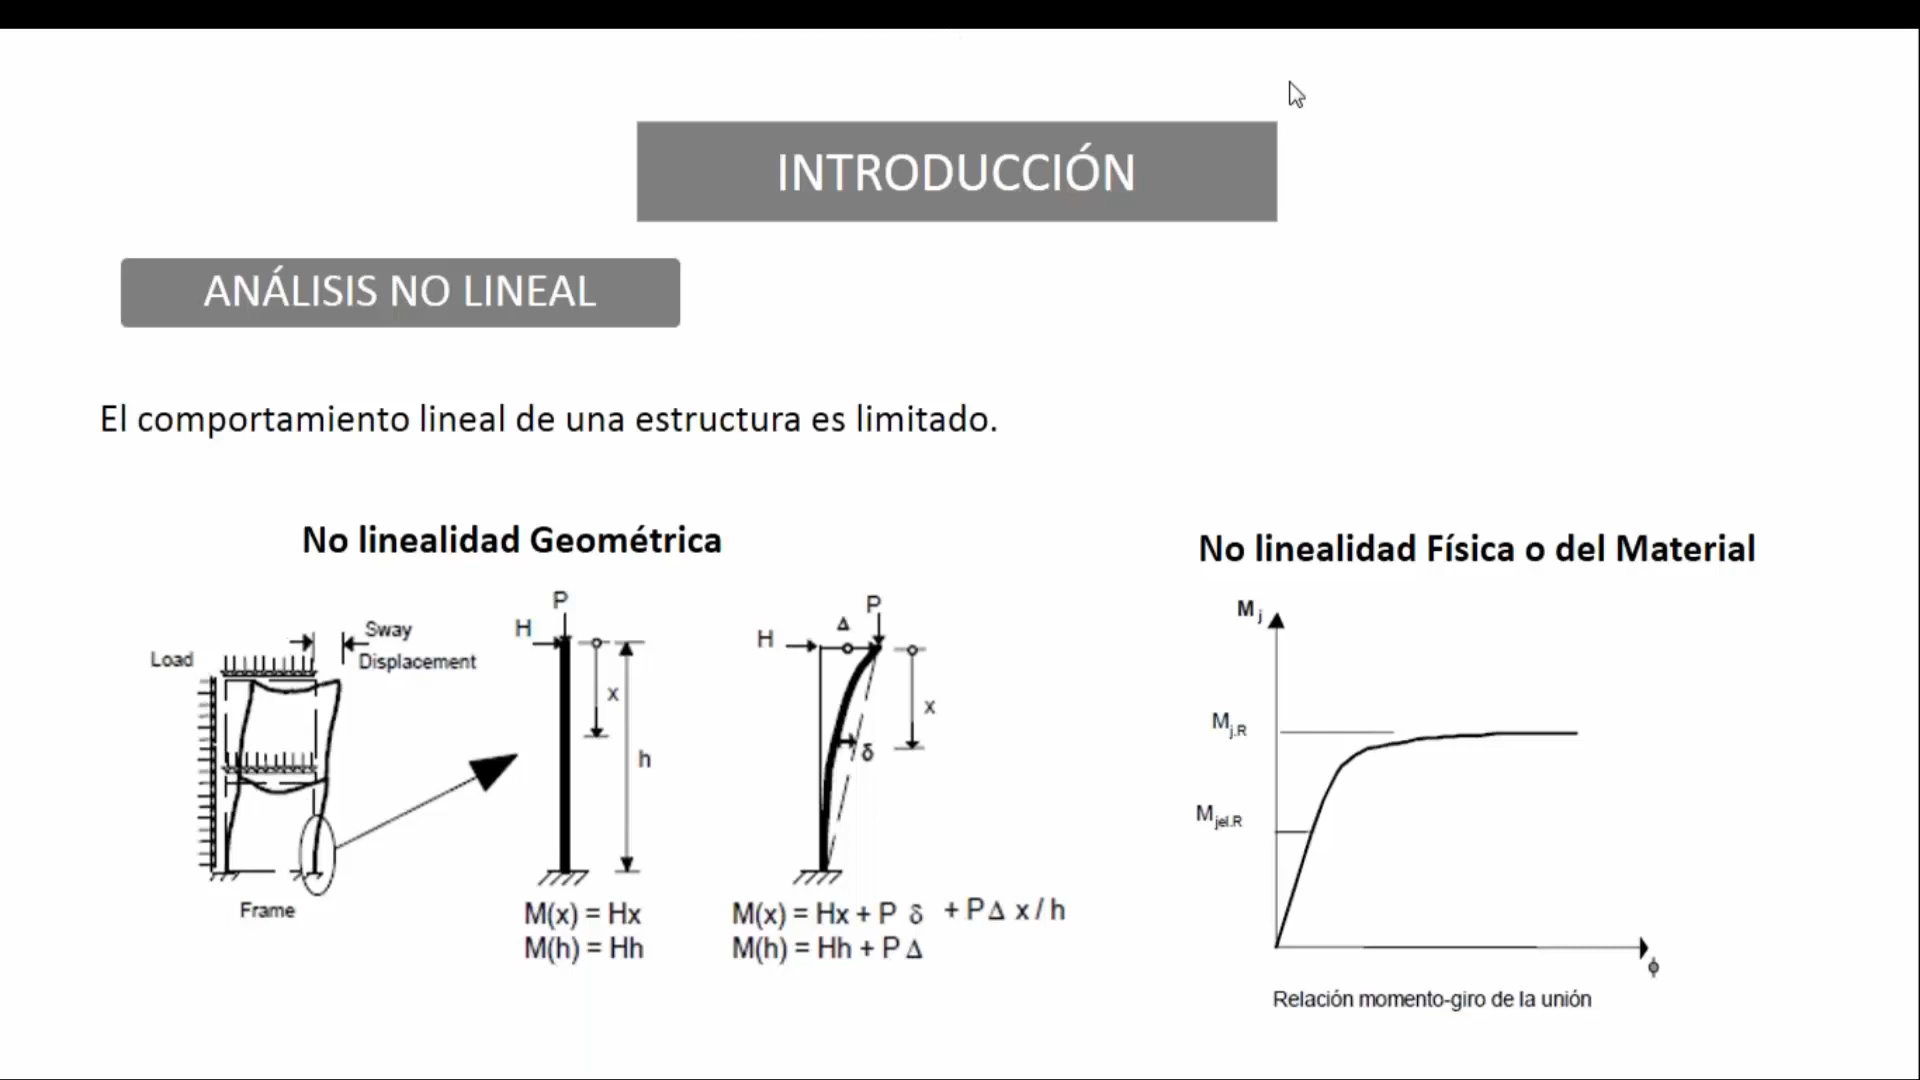 INTRODUCCIÓN
ANÁLISIS NO LINEAL
El comportamiento lineal de una estructura es limitado.
No linealidad Geométrica
No linealidad Física o del Material
Load
Sway
Displacement
Frame
P
H
x
h
M(x) = Hx
M(h) = Hh
P
Δ
H
x
δ
M(x) = Hx + P δ + PΔ x / h
M(h) = Hh + P Δ
Mj
Mj.R
Mjel.R
ϕ
Relación momento-giro de la unión